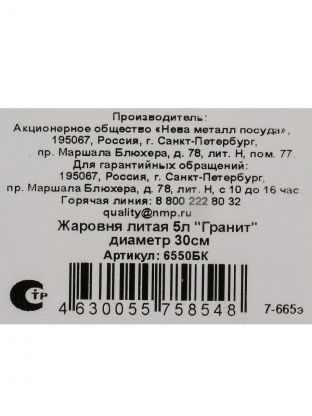 Производитель:
Акционерное общество «Нева металл посуда»,
195067, Россия, г. Санкт-Петербург,
пр. Маршала Блюхера, д. 78, лит. Н, пом. 77
Для гарантийных обращений:
195067, Россия, г. Санкт-Петербург,
пр. Маршала Блюхера, д. 78, лит. Н, с 10 до 16 час.
Горячая линия: 8 800 222 80 32
quality@nmp.ru
Жаровня литая 5л "Гранит"
диаметр 30см
Артикул: 6550БК
СТР
4 630055 758548
7-665э